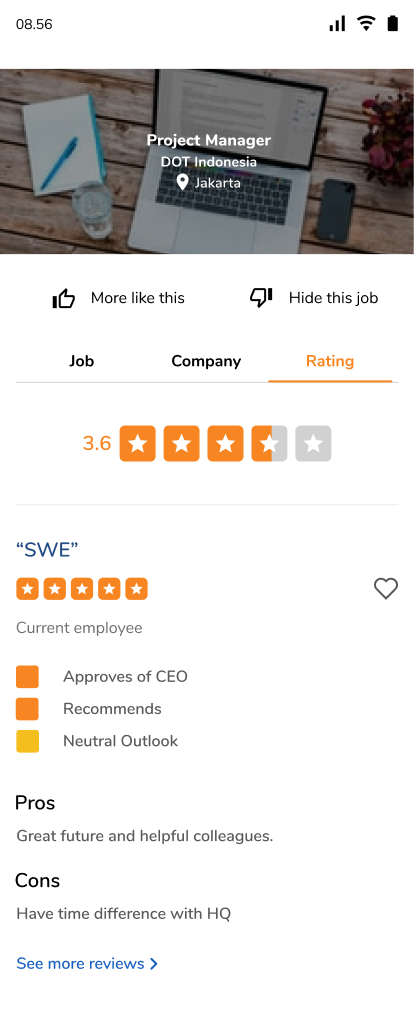 08.56
Project Manager
DOT Indonesia
Jakarta
More like this
Hide this job
Job
Company
Rating
3.6
“SWE”
Current employee
Approves of CEO
Recommends
Neutral Outlook
Pros
Great future and helpful colleagues.
Cons
Have time difference with HQ
See more reviews